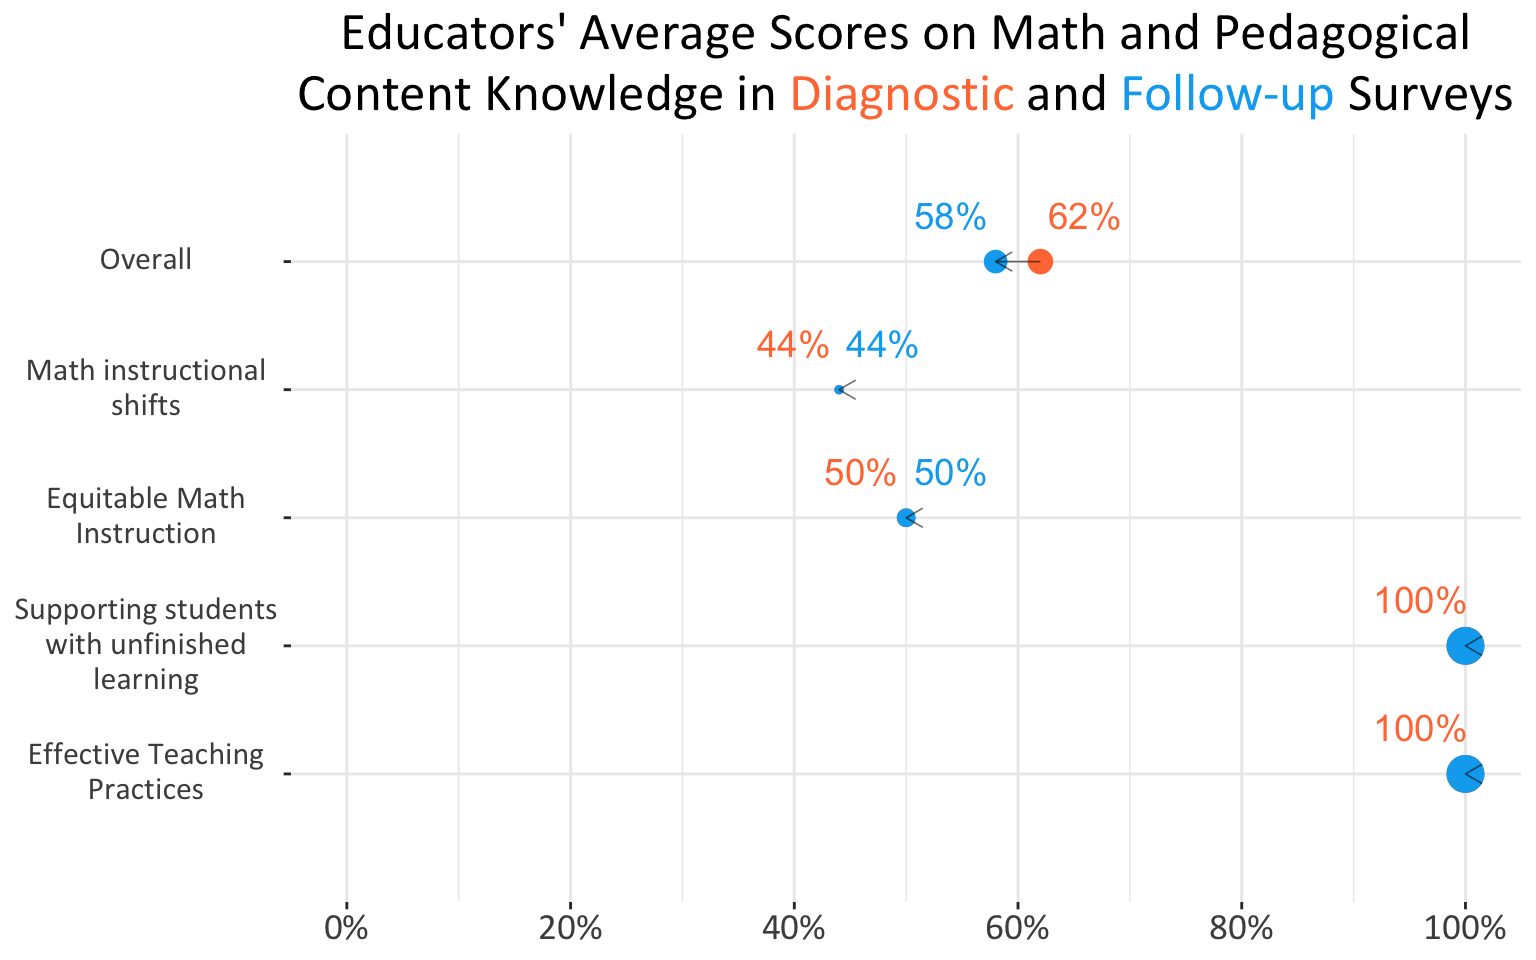 Educators' Average Scores on Math and Pedagogical
Content Knowledge in Diagnostic and Follow-up Surveys
58% 62%
Overall
44% 44%
Math instructional
shifts
50% 50%
Equitable Math
Instruction
100%
Supporting students
with unfinished
learning
100%
Effective Teaching
Practices
0% 20% 40% 60% 80% 100%